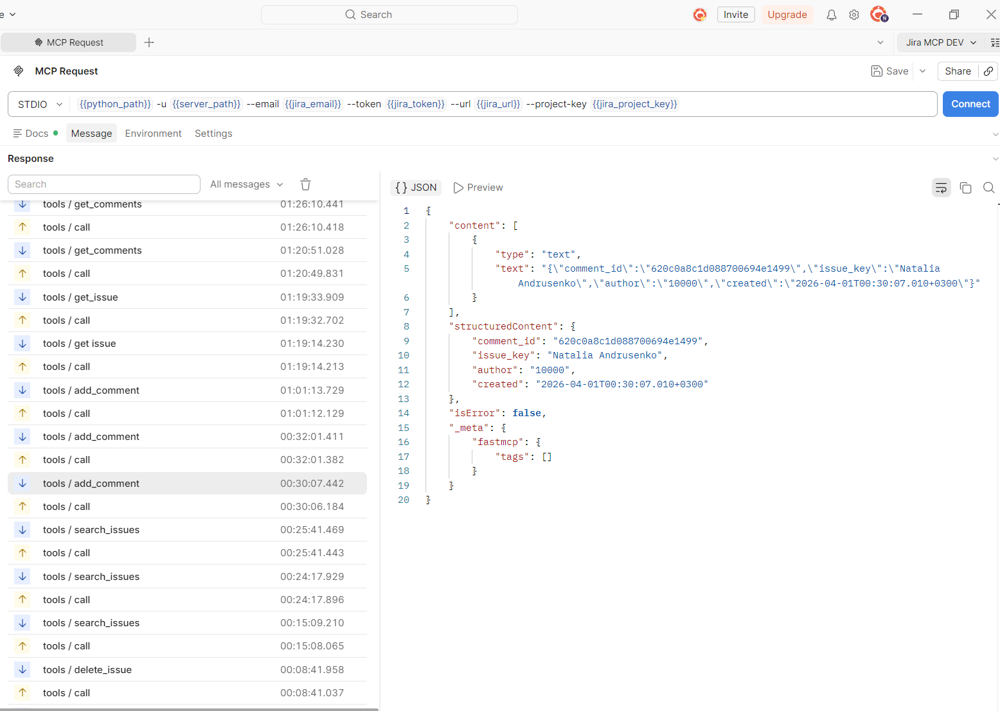 e
Search
Invite
Upgrade
N
MCP Request
Jira MCP DEV
MCP Request
Save
Share
STDIO
{{python_path}} -u {{server_path}} --email {{jira_email}} --token {{jira_token}} --url {{jira_url}} --project-key {{jira_project_key}}
Connect
Docs
Message
Environment
Settings
Response
Search
All messages
tools / get_comments 01:26:10.441
tools / call 01:26:10.418
tools / get_comments 01:20:51.028
tools / call 01:20:49.831
tools / get_issue 01:19:33.909
tools / call 01:19:32.702
tools / get issue 01:19:14.230
tools / call 01:19:14.213
tools / add_comment 01:01:13.729
tools / call 01:01:12.129
tools / add_comment 00:32:01.411
tools / call 00:32:01.382
tools / add_comment 00:30:07.442
tools / call 00:30:06.184
tools / search_issues 00:25:41.469
tools / call 00:25:41.443
tools / search_issues 00:24:17.929
tools / call 00:24:17.896
tools / search_issues 00:15:09.210
tools / call 00:15:08.065
tools / delete_issue 00:08:41.958
tools / call 00:08:41.037
{} JSON
Preview
1 {
2 "content": [
3 {
4 "type": "text",
5 "text": "{\"comment_id\":\"620c0a8c1d088700694e1499\",\"issue_key\":\"Natalia
Andrusenko\",\"author\":\"10000\",\"created\":\"2026-04-01T00:30:07.010+0300\"}"
6 }
7 ],
8 "structuredContent": {
9 "comment_id": "620c0a8c1d088700694e1499",
10 "issue_key": "Natalia Andrusenko",
11 "author": "10000",
12 "created": "2026-04-01T00:30:07.010+0300"
13 },
14 "isError": false,
15 "_meta": {
16 "fastmcp": {
17 "tags": []
18 }
19 }
20 }